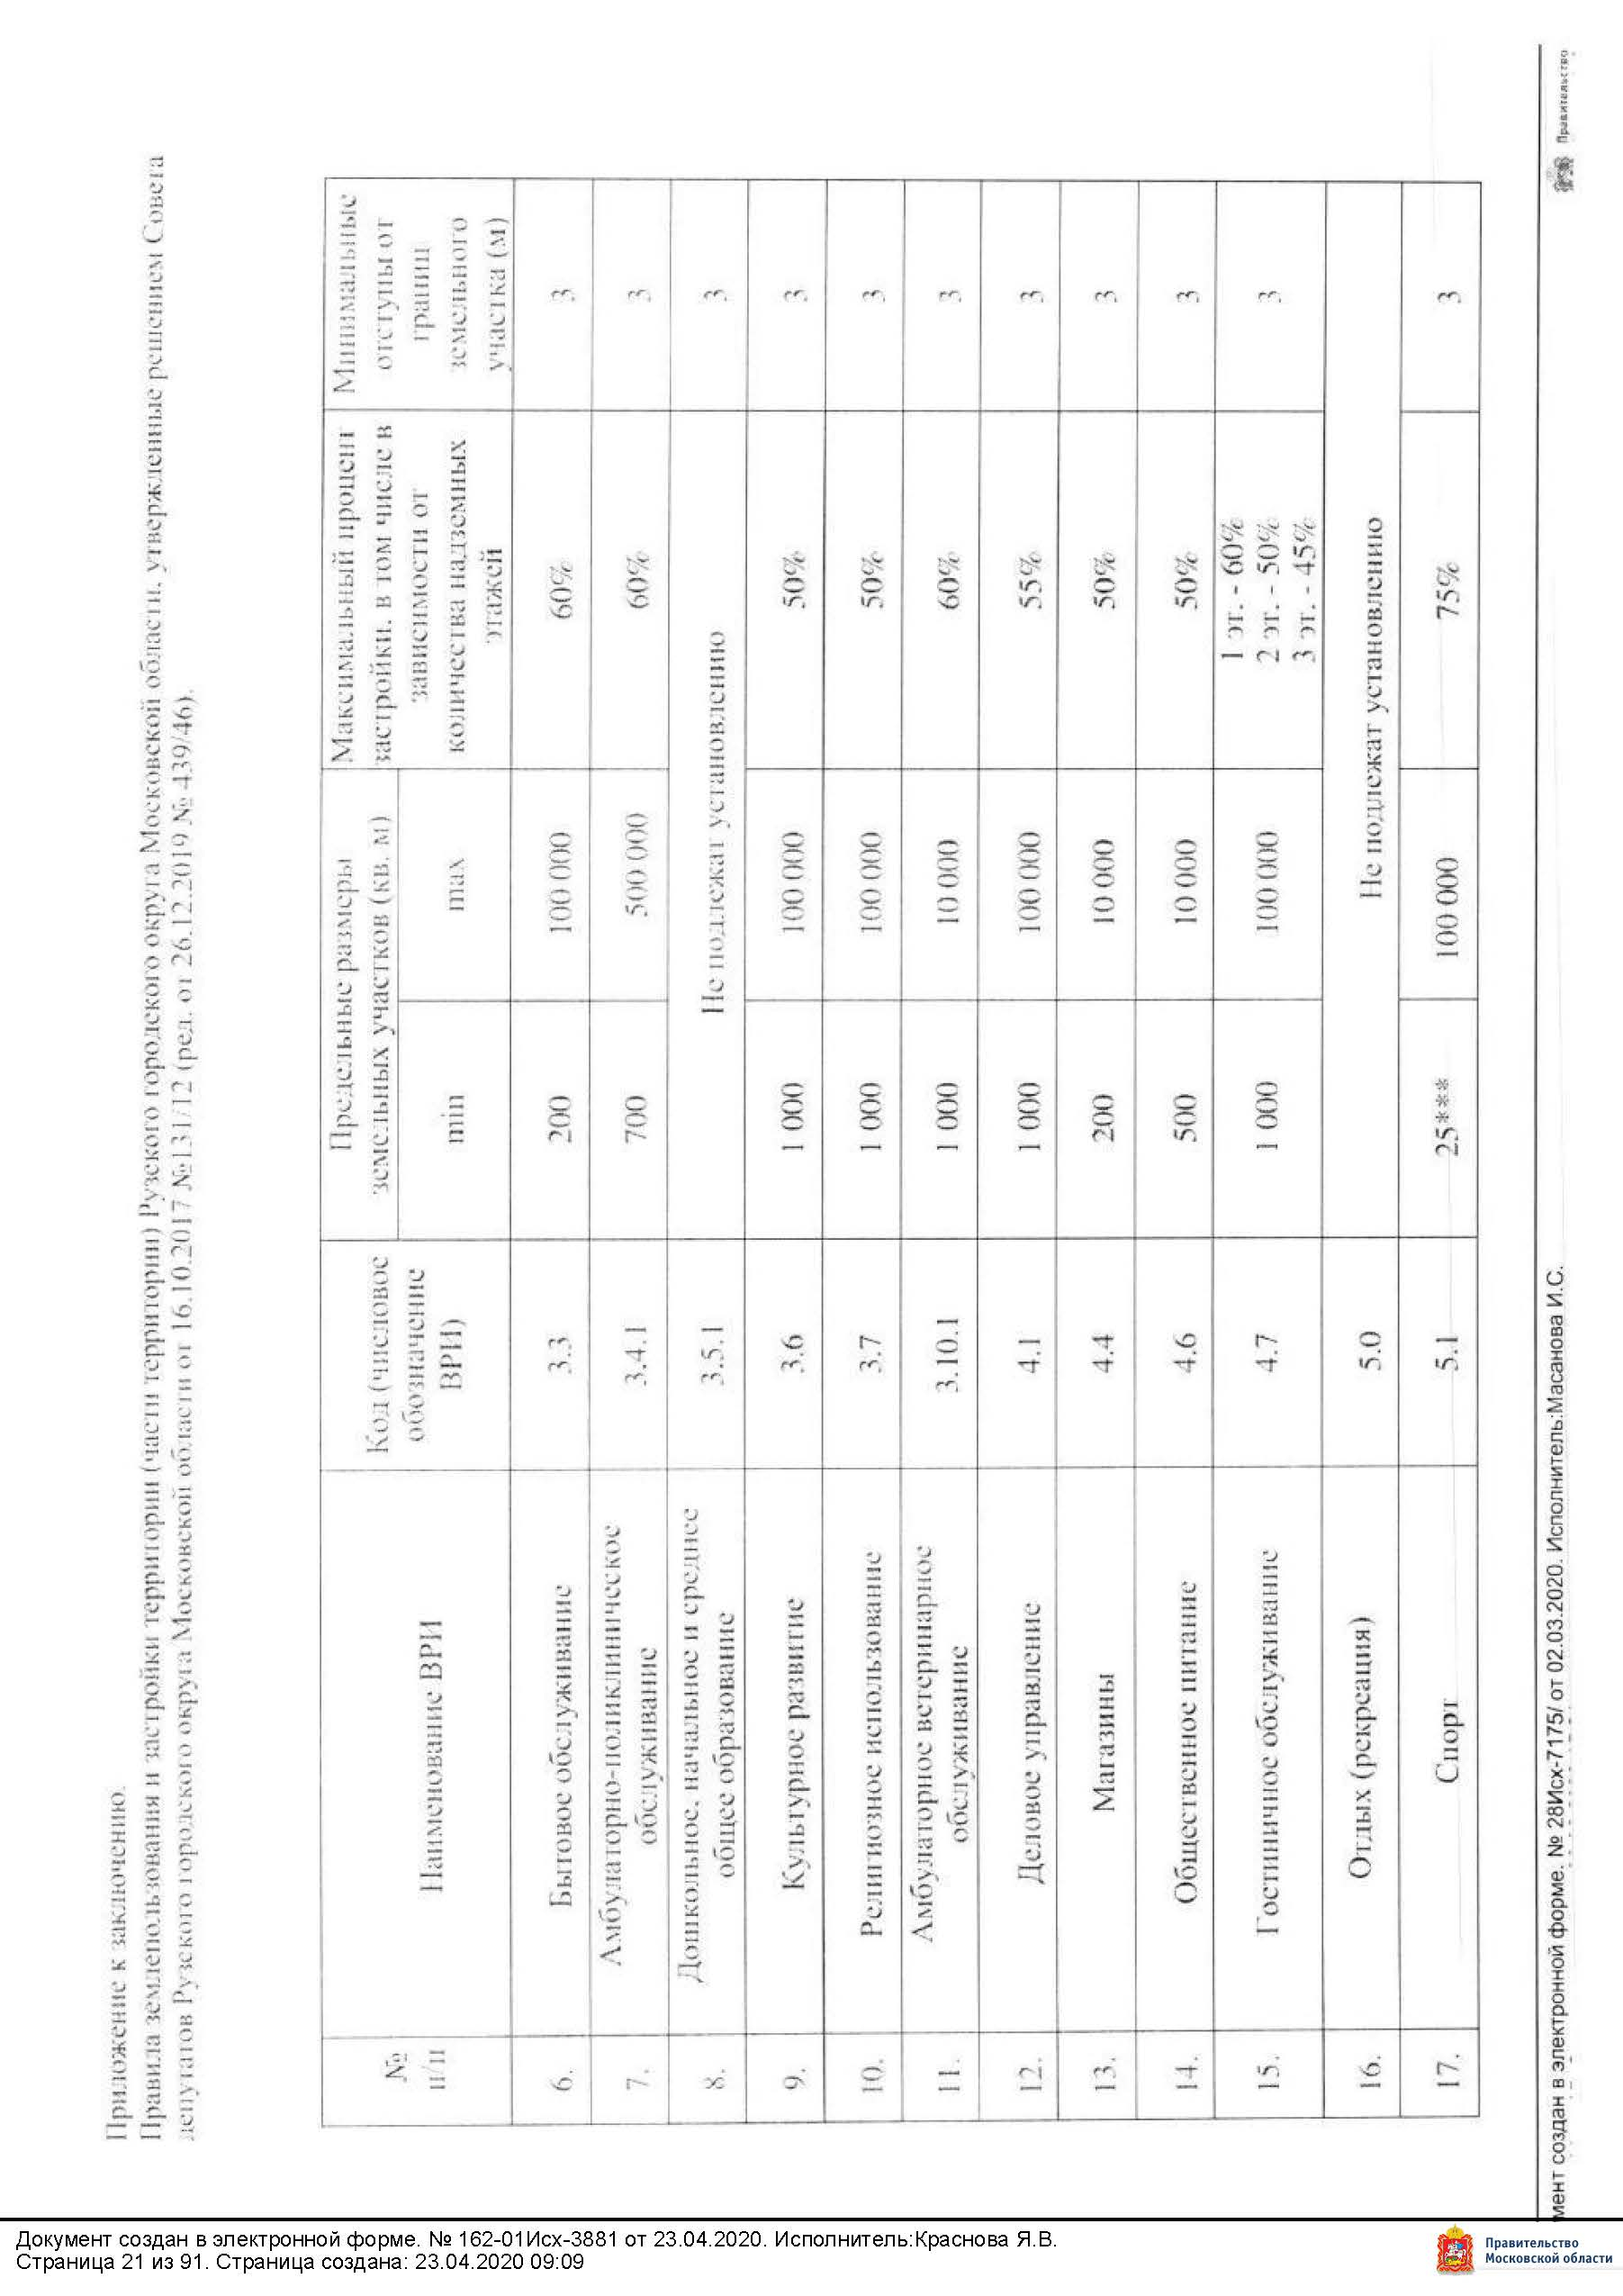 Приложение к заключению.
Правила землепользования и застройки территории (части территории) Рузского городского округа Московской области, утвержденные решением Совета
депутатов Рузского городского округа Московской области от 16.10.2017 №131/12 (ред. от 26.12.2019 № 439/46).
№ п/п
Наименование ВРИ
Код (числовое обозначение ВРИ)
Предельные размеры земельных участков (кв. м)
min
max
Максимальный процент застройки, в том числе в зависимости от количества надземных этажей
Минимальные отступы от границ земельного участка (м)
6. Бытовое обслуживание 3.3 200 100 000 60% 3
7. Амбулаторно-поликлиническое обслуживание 3.4.1 700 500 000 60% 3
8. Дошкольное, начальное и среднее общее образование 3.5.1 Не подлежат установлению 3
9. Культурное развитие 3.6 1 000 100 000 50% 3
10. Религиозное использование 3.7 1 000 100 000 50% 3
11. Амбулаторное ветеринарное обслуживание 3.10.1 1 000 10 000 60% 3
12. Деловое управление 4.1 1 000 100 000 55% 3
13. Магазины 4.4 200 10 000 50% 3
14. Общественное питание 4.6 500 10 000 50% 3
15. Гостиничное обслуживание 4.7 1 000 100 000 1 эт. - 60% 2 эт. - 50% 3 эт. - 45% 3
16. Отдых (рекреация) 5.0 Не подлежат установлению
17. Спорт 5.1 25*** 100 000 75% 3
мент создан в электронной форме. № 28Исх-7175/ от 02.03.2020. Исполнитель:Масанова И.С.
Правительство
Документ создан в электронной форме. № 162-01Исх-3881 от 23.04.2020. Исполнитель:Краснова Я.В.
Страница 21 из 91. Страница создана: 23.04.2020 09:09
Правительство
Московской области